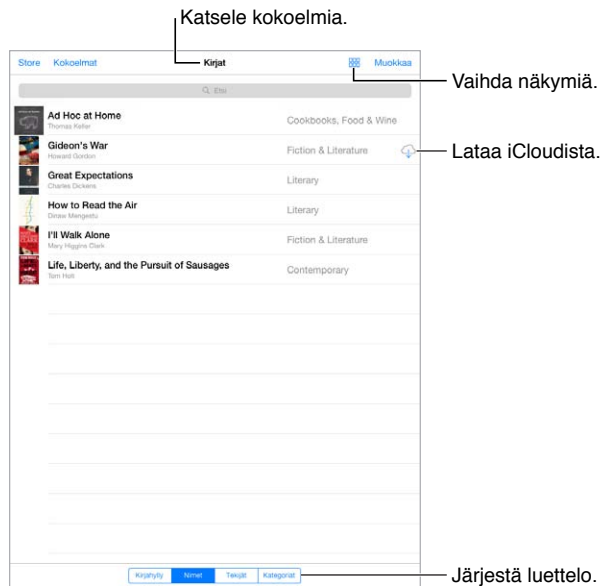 Katsele kokoelmia.
Store Kokoelmat Kirjat Muokkaa
Vaihda näkymiä.
Etsi
Ad Hoc at Home
Thomas Keller
Cookbooks, Food & Wine
Gideon's War
Howard Gordon
Fiction & Literature
Lataa iCloudista.
Great Expectations
Charles Dickens
Literary
How to Read the Air
Dinaw Mengestu
Literary
I'll Walk Alone
Mary Higgins Clark
Fiction & Literature
Life, Liberty, and the Pursuit of Sausages
Tom Holt
Contemporary
Kirjahylly Nimet Tekijät Kategoriat
Järjestä luettelo.